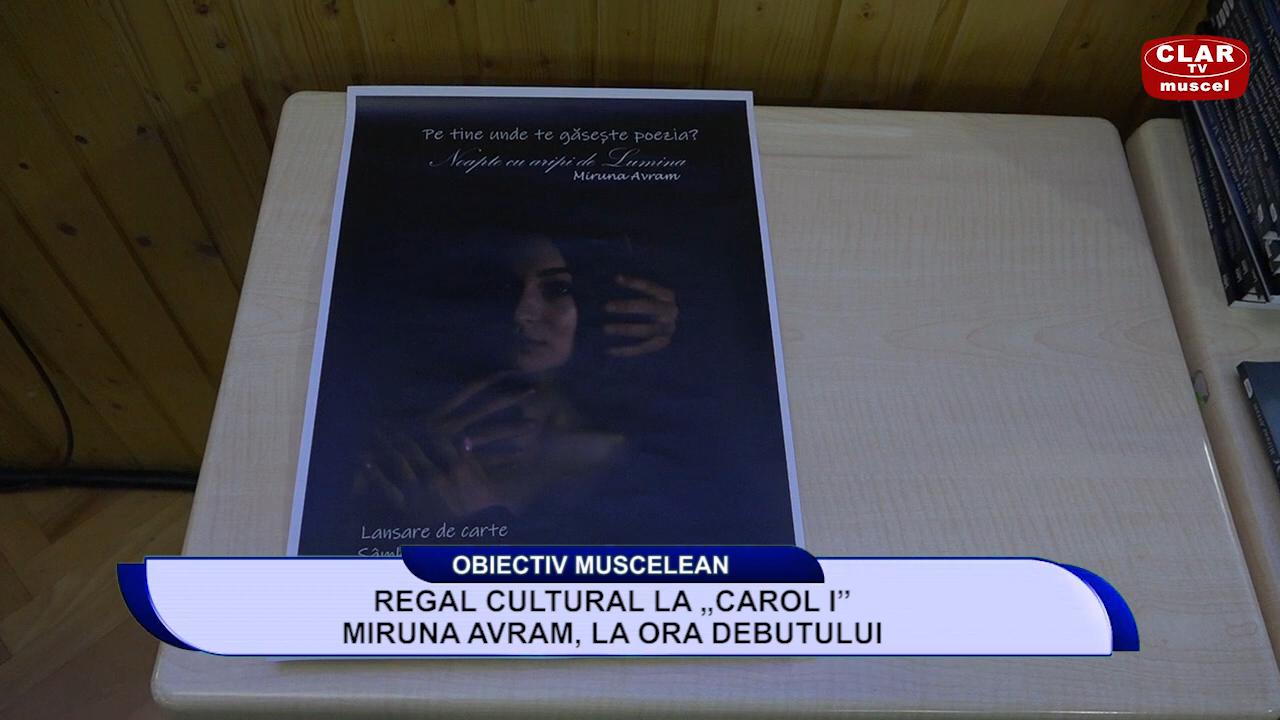 CLAR
TV
muscel
Pe tine unde te găsește poezia?
Noapte cu aripi de Lumina
Miruna Avram
Lansare de carte
OBIECTIV MUSCELEAN
REGAL CULTURAL LA „CAROL I”
MIRUNA AVRAM, LA ORA DEBUTULUI